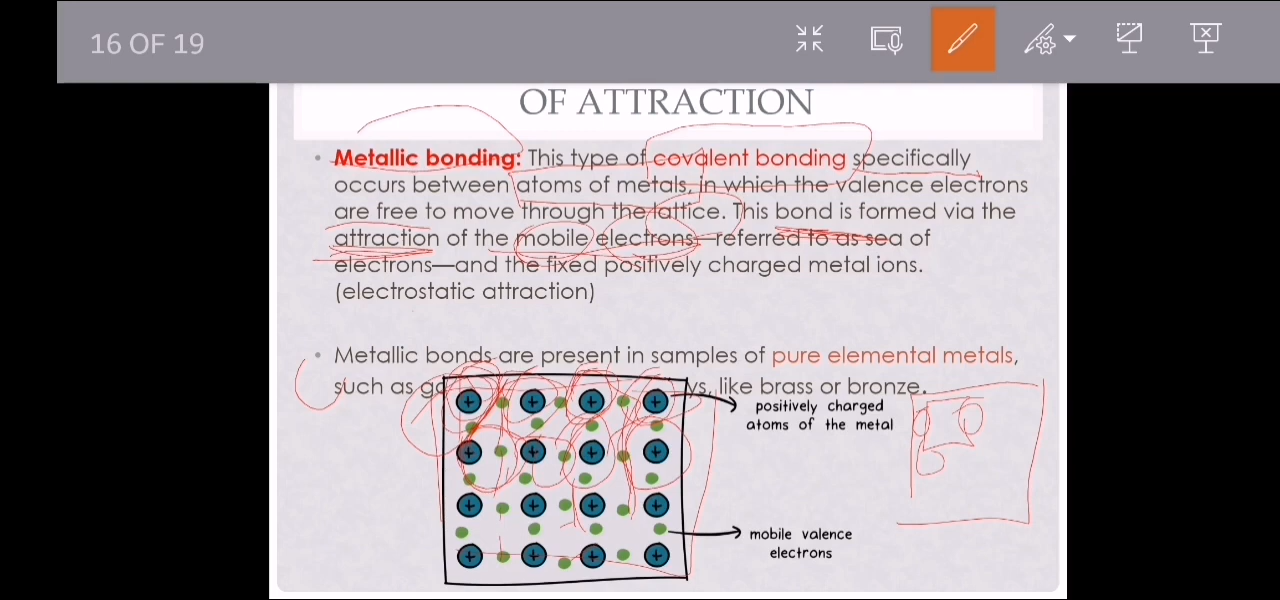 16 OF 19
OF ATTRACTION
• Metallic bonding: This type of covalent bonding specifically
occurs between atoms of metals, in which the valence electrons
are free to move through the lattice. This bond is formed via the
attraction of the mobile electrons—referred to as sea of
electrons—and the fixed positively charged metal ions.
(electrostatic attraction)
• Metallic bonds are present in samples of pure elemental metals,
such as like brass or bronze.
positively charged
atoms of the metal
mobile valence
electrons